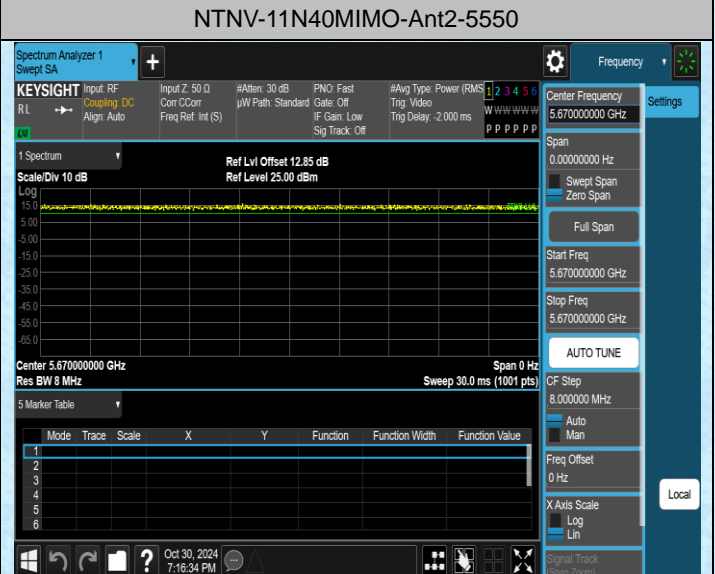 NTNV-11N40MIMO-Ant2-5550
Spectrum Analyzer 1
Swept SA
Frequency
KEYSIGHT
RL
Input: RF
Coupling: DC
Align: Auto
Input Z: 50 Ω
Corr CCorr
Freq Ref: Int (S)
#Atten: 30 dB
µW Path: Standard
PNO: Fast
Gate: Off
IF Gain: Low
Sig Track: Off
#Avg Type: Power (RMS
Trig: Video
Trig Delay: -2.000 ms
1 2 3 4 5 6
W W W W W W
P P P P P P
Center Frequency
5.670000000 GHz
Settings
Span
0.00000000 Hz
Swept Span
Zero Span
Full Span
Start Freq
5.670000000 GHz
Stop Freq
5.670000000 GHz
AUTO TUNE
CF Step
8.000000 MHz
Auto
Man
Freq Offset
0 Hz
X Axis Scale
Log
Lin
Signal Track
(Span Zoom)
Local
1 Spectrum
Scale/Div 10 dB
Ref Lvl Offset 12.85 dB
Ref Level 25.00 dBm
Log
15.0
5.00
-5.00
-15.0
-25.0
-35.0
-45.0
-55.0
-65.0
Center 5.670000000 GHz
Span 0 Hz
Res BW 8 MHz
Sweep 30.0 ms (1001 pts)
5 Marker Table
Mode Trace Scale X Y Function Function Width Function Value
1
2
3
4
5
6
?
Oct 30, 2024
7:16:34 PM